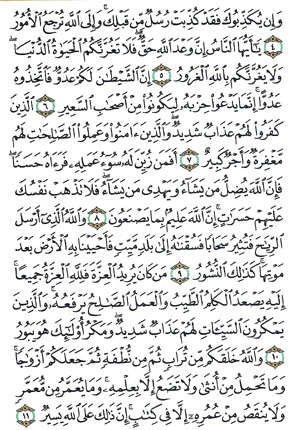 وَإِن يُكَذِّبُوكَ فَقَدْ كُذِّبَتْ رُسُلٌ مِّن قَبْلِكَ ۚ وَإِلَى ٱللَّهِ تُرْجَعُ ٱلْأُمُورُ
٤ يَـٰٓأَيُّهَا ٱلنَّاسُ إِنَّ وَعْدَ ٱللَّهِ حَقٌّ ۖ فَلَا تَغُرَّنَّكُمُ ٱلْحَيَوٰةُ ٱلدُّنْيَا ۖ
وَلَا يَغُرَّنَّكُم بِٱللَّهِ ٱلْغَرُورُ ٥ إِنَّ ٱلشَّيْطَـٰنَ لَكُمْ عَدُوٌّ فَٱتَّخِذُوهُ
عَدُوًّا ۚ إِنَّمَا يَدْعُوا۟ حِزْبَهُۥ لِيَكُونُوا۟ مِنْ أَصْحَـٰبِ ٱلسَّعِيرِ ٦ ٱلَّذِينَ
كَفَرُوا۟ لَهُمْ عَذَابٌ شَدِيدٌ ۖ وَٱلَّذِينَ ءَامَنُوا۟ وَعَمِلُوا۟ ٱلصَّـٰلِحَـٰتِ لَهُم
مَّغْفِرَةٌ وَأَجْرٌ كَبِيرٌ ٧ أَفَمَن زُيِّنَ لَهُۥ سُوٓءُ عَمَلِهِۦ فَرَءَاهُ حَسَنًا ۖ
فَإِنَّ ٱللَّهَ يُضِلُّ مَن يَشَآءُ وَيَهْدِى مَن يَشَآءُ ۖ فَلَا تَذْهَبْ نَفْسُكَ
عَلَيْهِمْ حَسَرَٰتٍ ۚ إِنَّ ٱللَّهَ عَلِيمٌۢ بِمَا يَصْنَعُونَ ٨ وَٱللَّهُ ٱلَّذِىٓ أَرْسَلَ
ٱلرِّيَـٰحَ فَتُثِيرُ سَحَابًا فَسُقْنَـٰهُ إِلَىٰ بَلَدٍ مَّيِّتٍ فَأَحْيَيْنَا بِهِ ٱلْأَرْضَ بَعْدَ
مَوْتِهَا ۚ كَذَٰلِكَ ٱلنُّشُورُ ٩ مَن كَانَ يُرِيدُ ٱلْعِزَّةَ فَلِلَّهِ ٱلْعِزَّةُ جَمِيعًا ۚ
إِلَيْهِ يَصْعَدُ ٱلْكَلِمُ ٱلطَّيِّبُ وَٱلْعَمَلُ ٱلصَّـٰلِحُ يَرْفَعُهُۥ ۚ وَٱلَّذِينَ
يَمْكُرُونَ ٱلسَّيِّـَٔاتِ لَهُمْ عَذَابٌ شَدِيدٌ ۖ وَمَكْرُ أُو۟لَـٰٓئِكَ هُوَ يَبُورُ
١٠ وَٱللَّهُ خَلَقَكُم مِّن تُرَابٍ ثُمَّ مِن نُّطْفَةٍ ثُمَّ جَعَلَكُمْ أَزْوَٰجًا ۚ
وَمَا تَحْمِلُ مِنْ أُنثَىٰ وَلَا تَضَعُ إِلَّا بِعِلْمِهِۦ ۚ وَمَا يُعَمَّرُ مِن مُّعَمَّرٍ
وَلَا يُنقَصُ مِنْ عُمُرِهِۦٓ إِلَّا فِى كِتَـٰبٍ ۚ إِنَّ ذَٰلِكَ عَلَى ٱللَّهِ يَسِيرٌ ١١